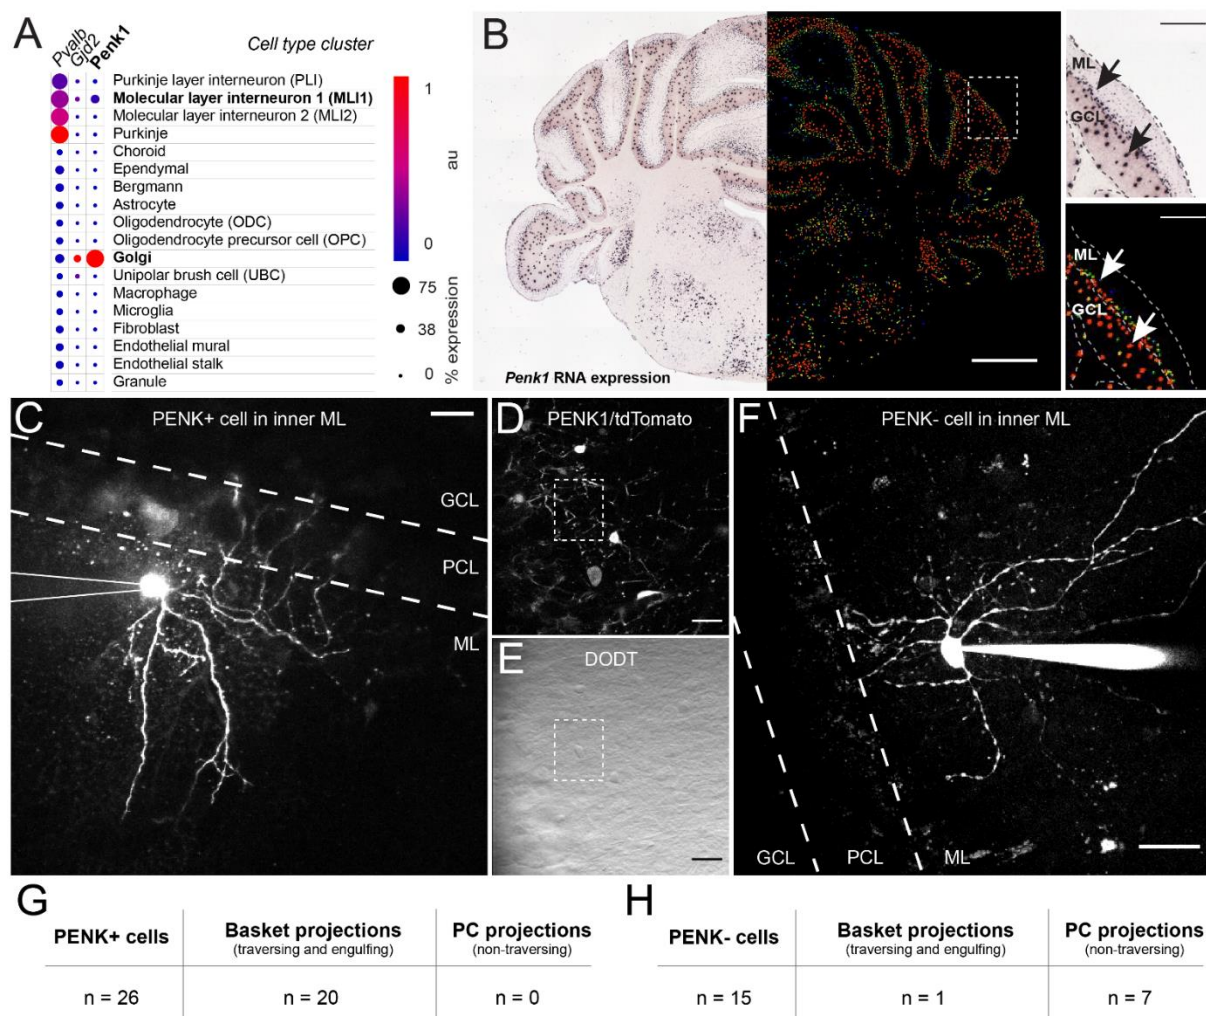 A
Pvalb
Gjd2
Penk1
Cell type cluster
Purkinje layer interneuron (PLI)
Molecular layer interneuron 1 (MLI1)
Molecular layer interneuron 2 (MLI2)
Purkinje
Choroid
Ependymal
Bergmann
Astrocyte
Oligodendrocyte (ODC)
Oligodendrocyte precursor cell (OPC)
Golgi
Unipolar brush cell (UBC)
Macrophage
Microglia
Fibroblast
Endothelial mural
Endothelial stalk
Granule
1
au
0
75
38
0
% expression
B
Penk1 RNA expression
ML
GCL
ML
GCL
C
PENK+ cell in inner ML
GCL
PCL
ML
D
PENK1/tdTomato
E
DODT
F
PENK- cell in inner ML
GCL PCL ML
G
PENK+ cells Basket projections PC projections
(traversing and engulfing) (non-traversing)
n = 26 n = 20 n = 0
H
PENK- cells Basket projections PC projections
(traversing and engulfing) (non-traversing)
n = 15 n = 1 n = 7